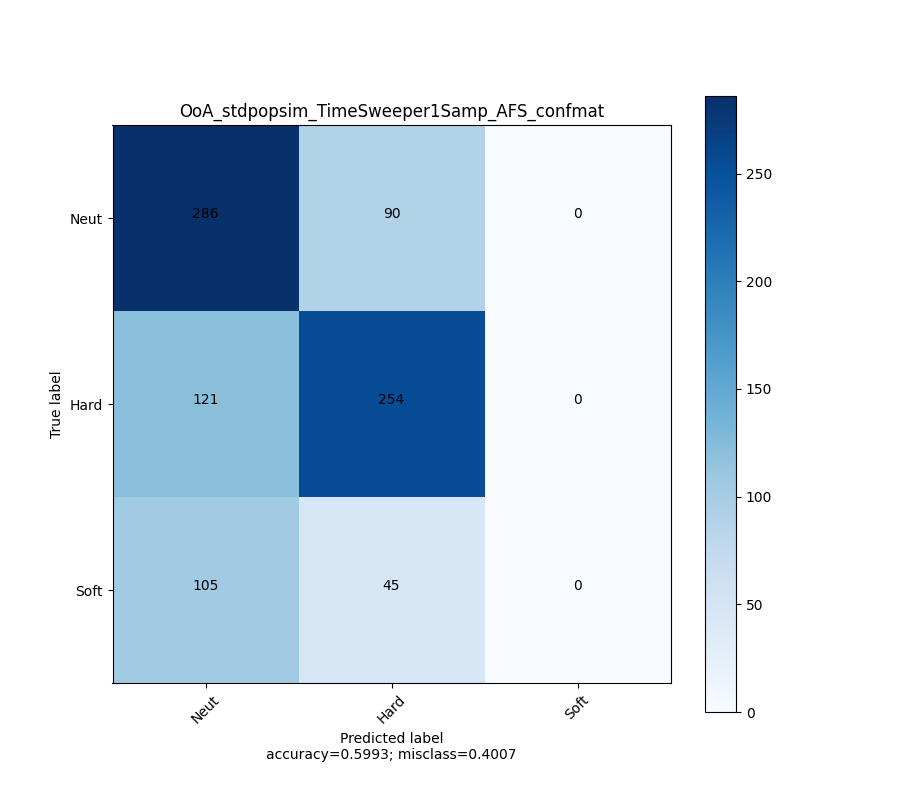 OoA_stdpopsim_TimeSweeper1Samp_AFS_confmat
Neut
286
90
0
Hard
121
254
0
Soft
105
45
0
True label
Neut
Hard
Soft
Predicted label
accuracy=0.5993; misclass=0.4007
250
200
150
100
50
0